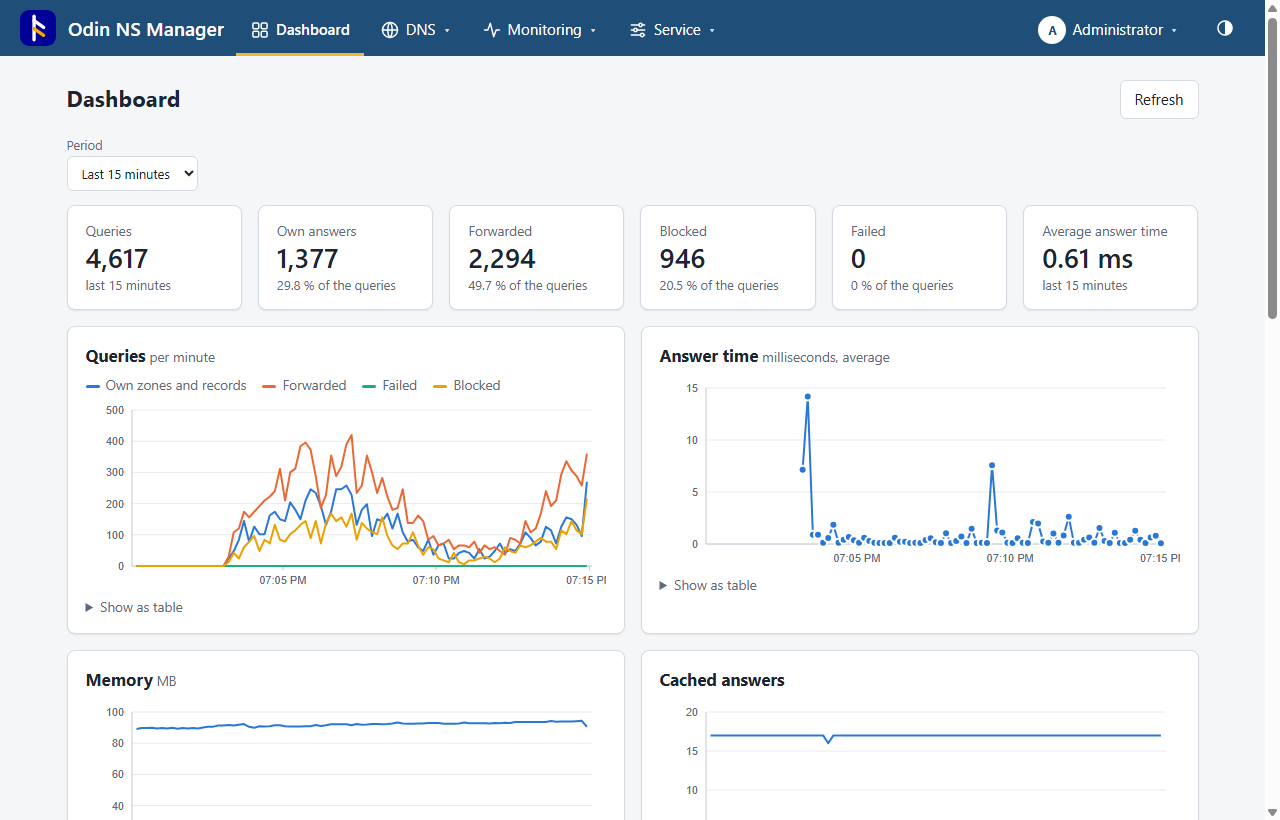 Odin NS Manager Dashboard DNS Monitoring Service A Administrator
Dashboard Refresh
Period
Last 15 minutes
Queries
4,617
last 15 minutes
Own answers
1,377
29.8 % of the queries
Forwarded
2,294
49.7 % of the queries
Blocked
946
20.5 % of the queries
Failed
0
0 % of the queries
Average answer time
0.61 ms
last 15 minutes
Queries per minute
Own zones and records Forwarded Failed Blocked
500
400
300
200
100
0
07:05 PM 07:10 PM 07:15 P
Show as table
Answer time milliseconds, average
15
10
5
0
07:05 PM 07:10 PM 07:15 P
Show as table
Memory MB
100
80
60
40
Cached answers
20
15
10